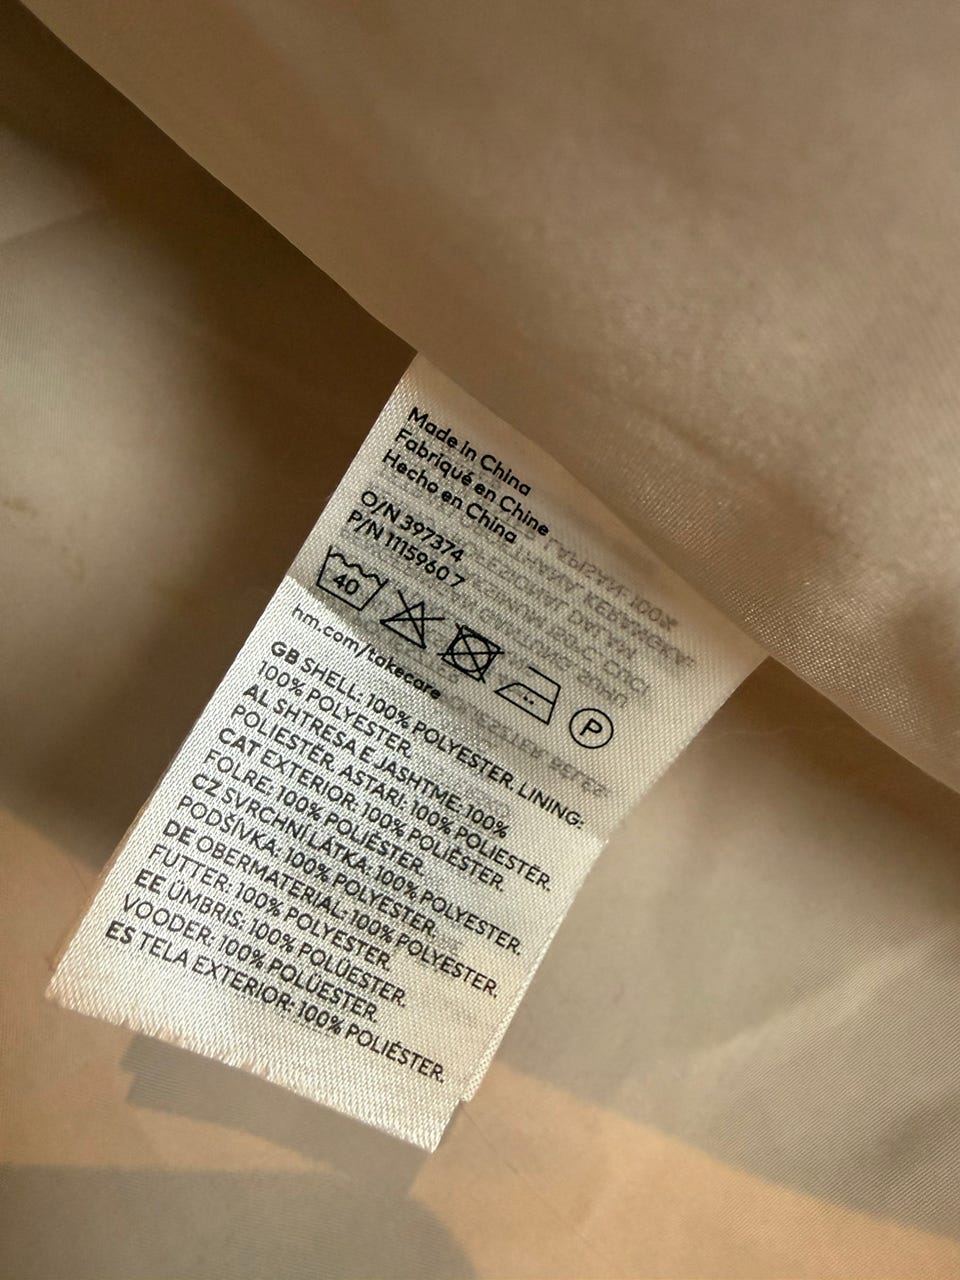 Made in China
Fabriqué en Chine
Hecho en China
O/N 397374
P/N 1115960 7
40
P
hm.com/takecare
GB SHELL: 100% POLYESTER. LINING:
100% POLYESTER.
AL SHTRESA E JASHTME: 100%
POLIESTËR. ASTARI: 100% POLIESTËR.
CAT EXTERIOR: 100% POLIÈSTER.
FOLRE: 100% POLIÈSTER.
CZ SVRCHNÍ LÁTKA: 100% POLYESTER.
PODŠÍVKA: 100% POLYESTER.
DE OBERMATERIAL: 100% POLYESTER.
FUTTER: 100% POLYESTER.
EE ÜMBRIS: 100% POLÜESTER.
VOODER: 100% POLÜESTER.
ES TELA EXTERIOR: 100% POLIÉSTER.